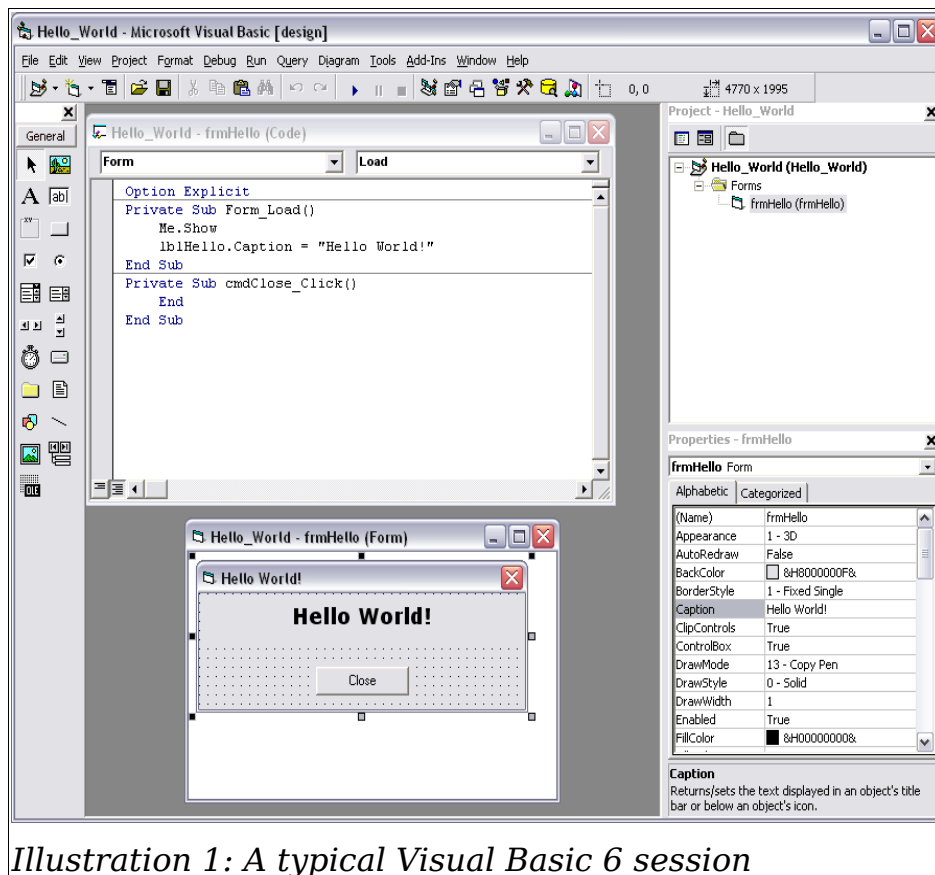 Hello_World - Microsoft Visual Basic [design]
File Edit View Project Format Debug Run Query Diagram Tools Add-Ins Window Help
0, 0 4770 x 1995
General
A ab|
xy
OLE
Hello_World - frmHello (Code)
Form Load
Option Explicit
Private Sub Form_Load()
Me.Show
lblHello.Caption = "Hello World!"
End Sub
Private Sub cmdClose_Click()
End
End Sub
Hello_World - frmHello (Form)
Hello World!
Hello World!
Close
Project - Hello_World
Hello_World (Hello_World)
Forms
frmHello (frmHello)
Properties - frmHello
frmHello Form
Alphabetic Categorized
(Name) frmHello
Appearance 1 - 3D
AutoRedraw False
BackColor &H8000000F&
BorderStyle 1 - Fixed Single
Caption Hello World!
ClipControls True
ControlBox True
DrawMode 13 - Copy Pen
DrawStyle 0 - Solid
DrawWidth 1
Enabled True
FillColor &H00000000&
Caption
Returns/sets the text displayed in an object's title
bar or below an object's icon.
Illustration 1: A typical Visual Basic 6 session